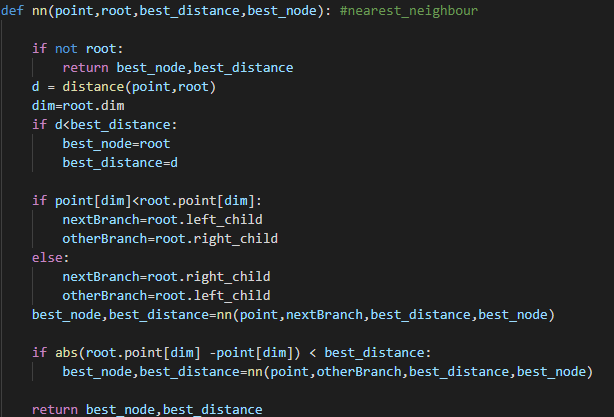 def nn(point,root,best_distance,best_node): #nearest_neighbour
if not root:
return best_node,best_distance
d = distance(point,root)
dim=root.dim
if d<best_distance:
best_node=root
best_distance=d
if point[dim]<root.point[dim]:
nextBranch=root.left_child
otherBranch=root.right_child
else:
nextBranch=root.right_child
otherBranch=root.left_child
best_node,best_distance=nn(point,nextBranch,best_distance,best_node)
if abs(root.point[dim] -point[dim]) < best_distance:
best_node,best_distance=nn(point,otherBranch,best_distance,best_node)
return best_node,best_distance